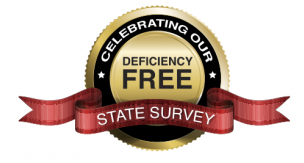 CELEBRATING OUR
DEFICIENCY
FREE
STATE SURVEY